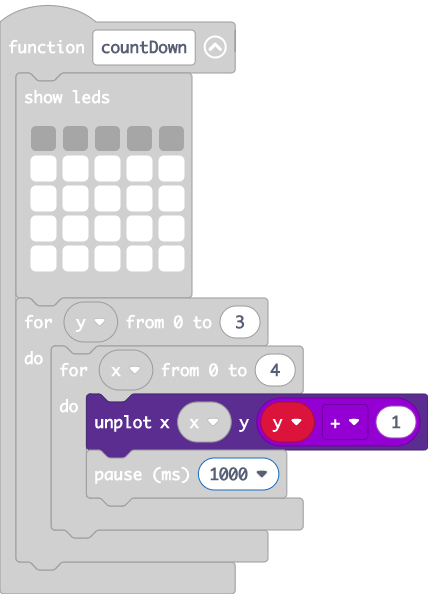 function countDown
show leds
for y from 0 to 3
do
for x from 0 to 4
do
unplot x x y y + 1
pause (ms) 1000